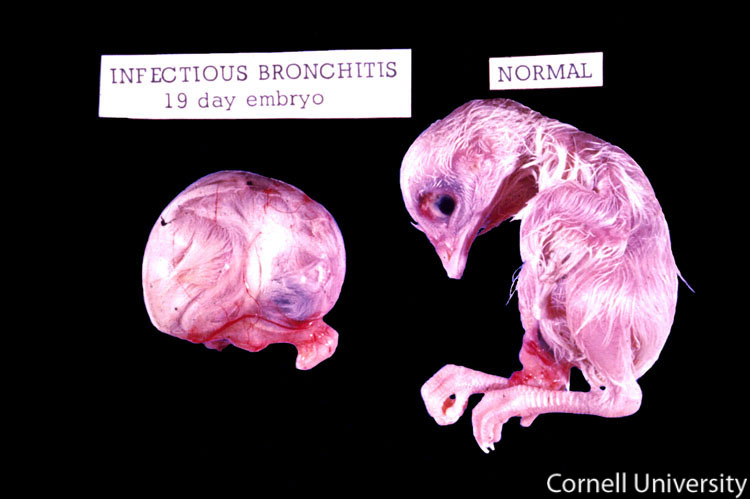 INFECTIOUS BRONCHITIS
19 day embryo
NORMAL
Cornell University